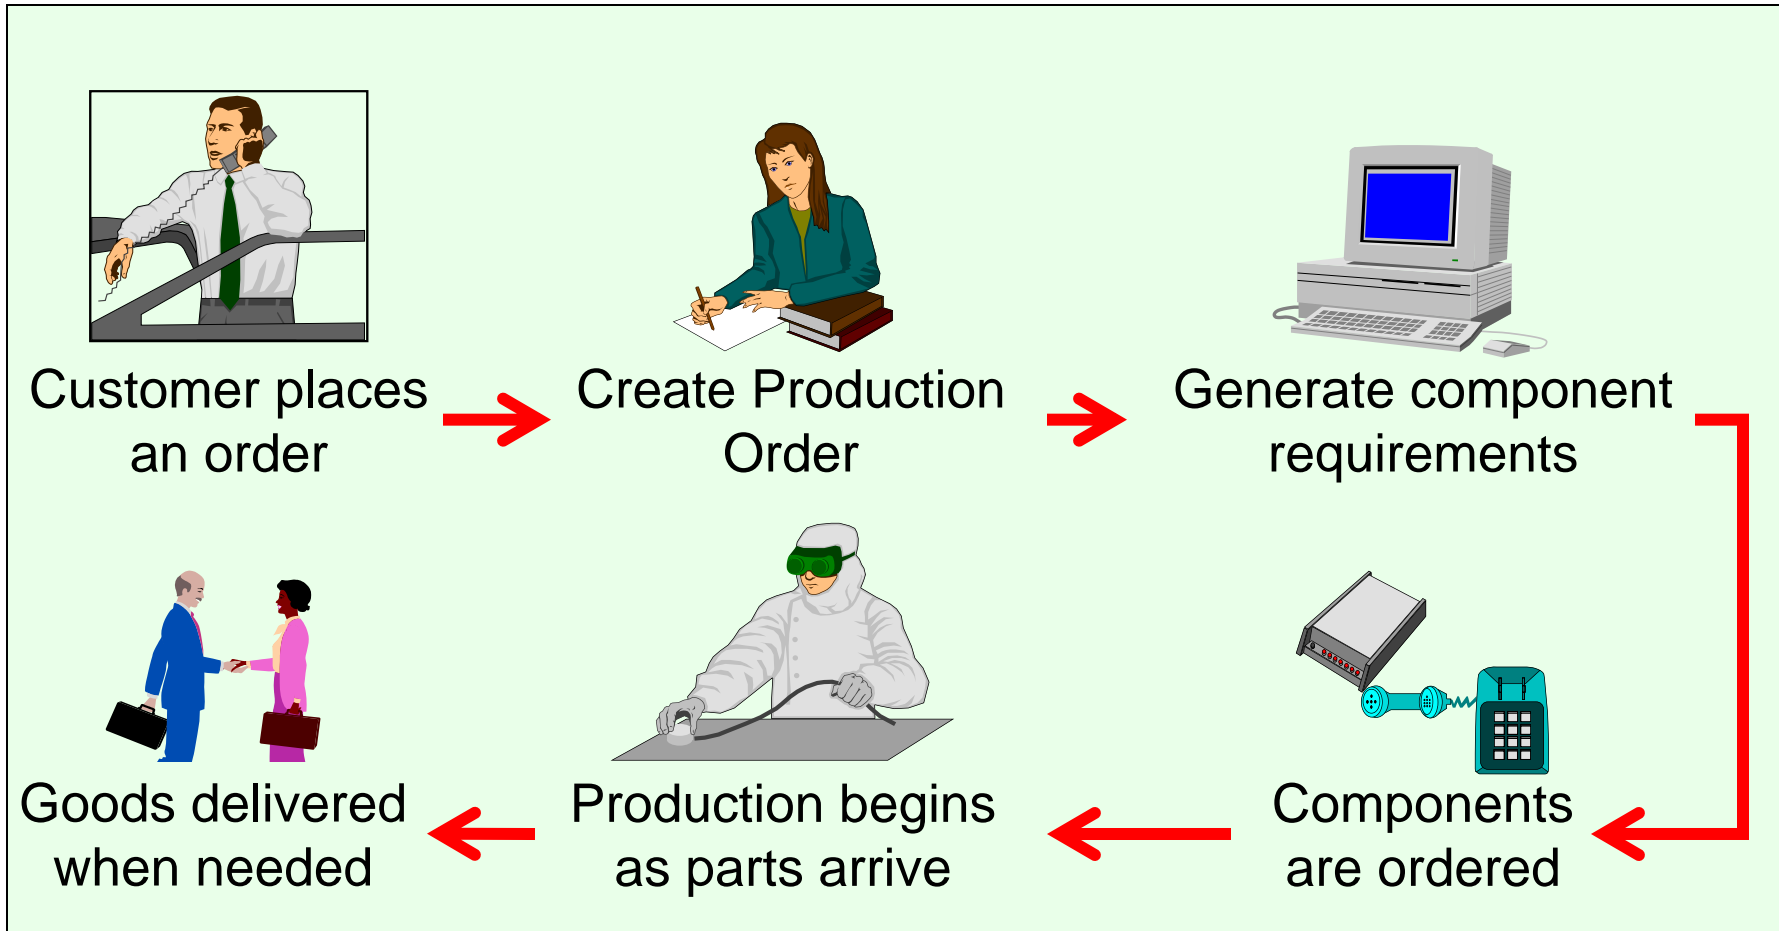 Customer places
an order
Create Production
Order
Generate component
requirements
Components
are ordered
Production begins
as parts arrive
Goods delivered
when needed